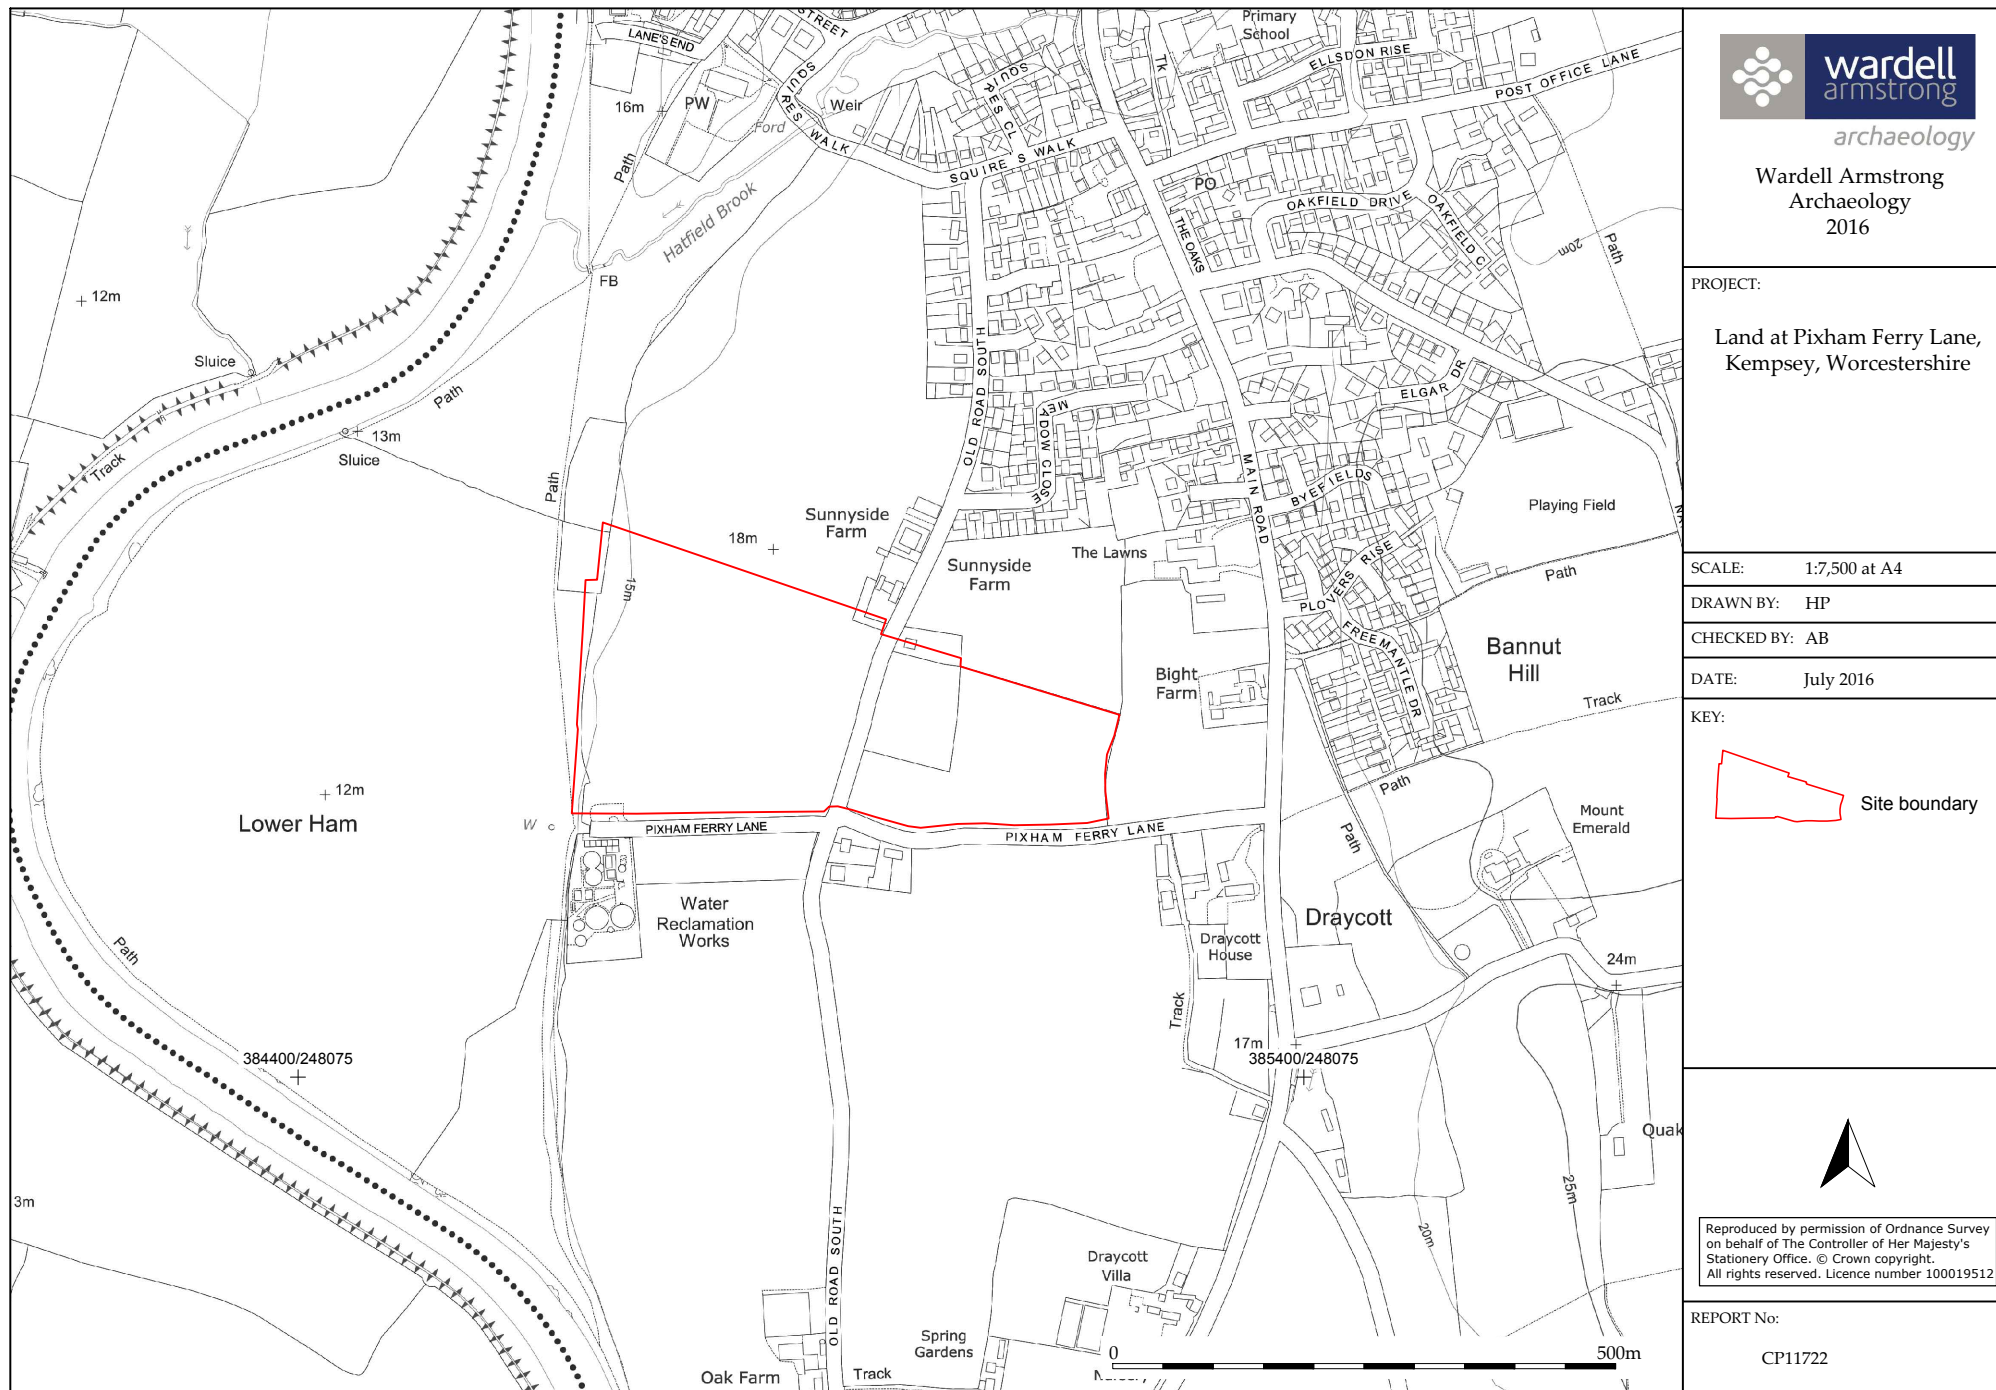 STREET
LANE'S END
Primary
School
Tk
ELLSDON RISE
POST OFFICE LANE
SQUIRES CL
SQUIRES WALK
16m
PW
Weir
Ford
Path
SQUIRE S WALK
PO
OAKFIELD DRIVE
OAKFIELD C
THE OAKS
Hatfield Brook
20m
Path
FB
12m
Sluice
Path
OLD ROAD SOUTH
ELGAR DR
MEADOW CLOSE
13m
Sluice
Track
Path
MAIN ROAD
BYEFIELDS
Playing Field
Sunnyside
Farm
18m
The Lawns
Sunnyside
Farm
15m
PLOVERS RISE
Path
FREEMANTLE DR
Bannut
Hill
Bight
Farm
Track
Path
12m
Lower Ham
W
PIXHAM FERRY LANE
PIXHAM FERRY LANE
Path
Mount
Emerald
Water
Reclamation
Works
Draycott
Draycott
House
Path
24m
Track
17m
384400/248075
385400/248075
Quak
3m
25m
20m
OLD ROAD SOUTH
Draycott
Villa
Spring
Gardens
Oak Farm
Track
0
500m
wardell
armstrong
archaeology
Wardell Armstrong
Archaeology
2016
PROJECT:
Land at Pixham Ferry Lane,
Kempsey, Worcestershire
SCALE: 1:7,500 at A4
DRAWN BY: HP
CHECKED BY: AB
DATE: July 2016
KEY:
Site boundary
Reproduced by permission of Ordnance Survey
on behalf of The Controller of Her Majesty's
Stationery Office. © Crown copyright.
All rights reserved. Licence number 100019512
REPORT No:
CP11722